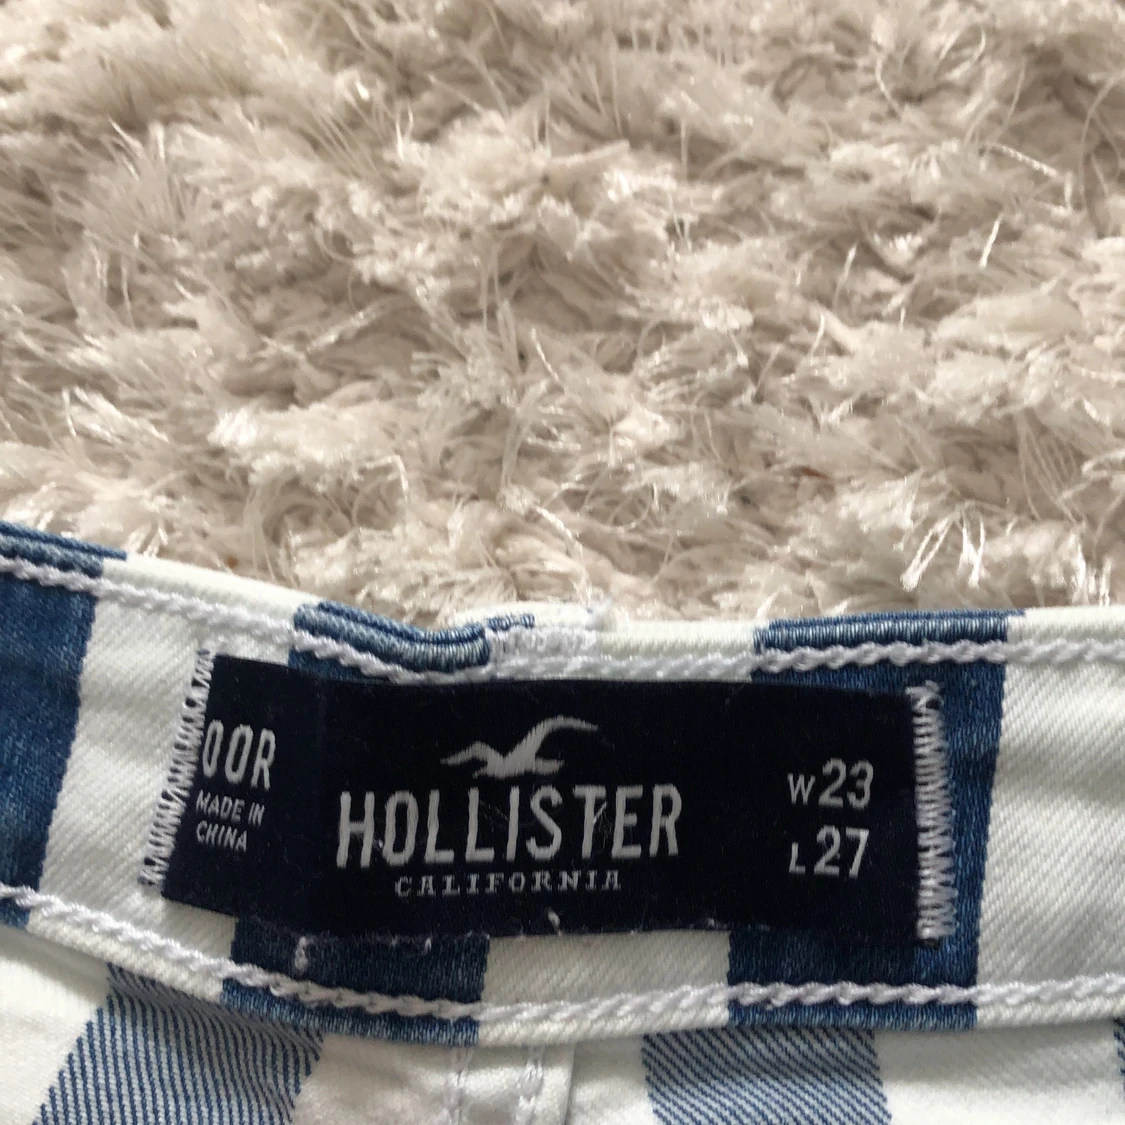 00R
MADE IN
CHINA
HOLLISTER
CALIFORNIA
W23
L27